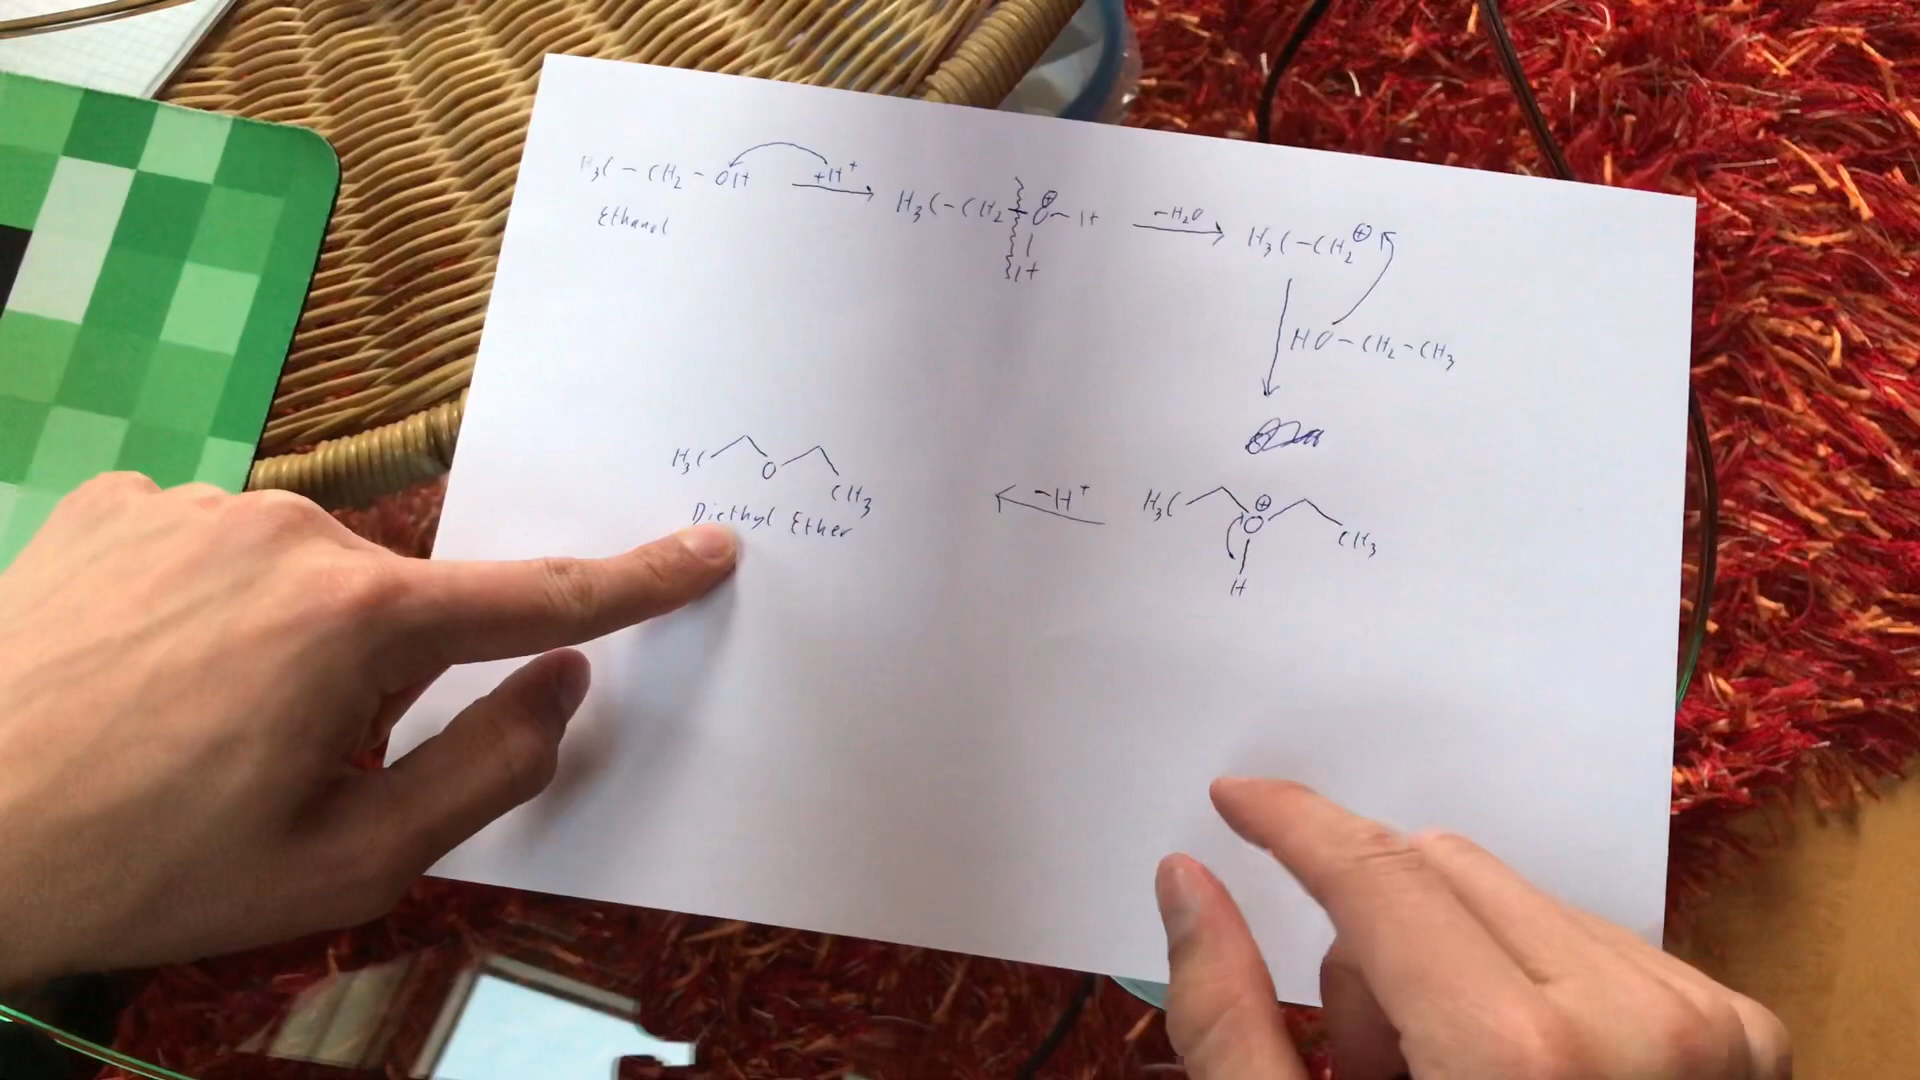 H₃C – CH₂ – OH
+H⁺
H₃C – CH₂ – O⊕ – H
H
–H₂O
H₃C – CH₂⊕
Ethanol
HO – CH₂ – CH₃
H₃C O CH₃
Diethyl Ether
–H⁺
H₃C O⊕ CH₃
H